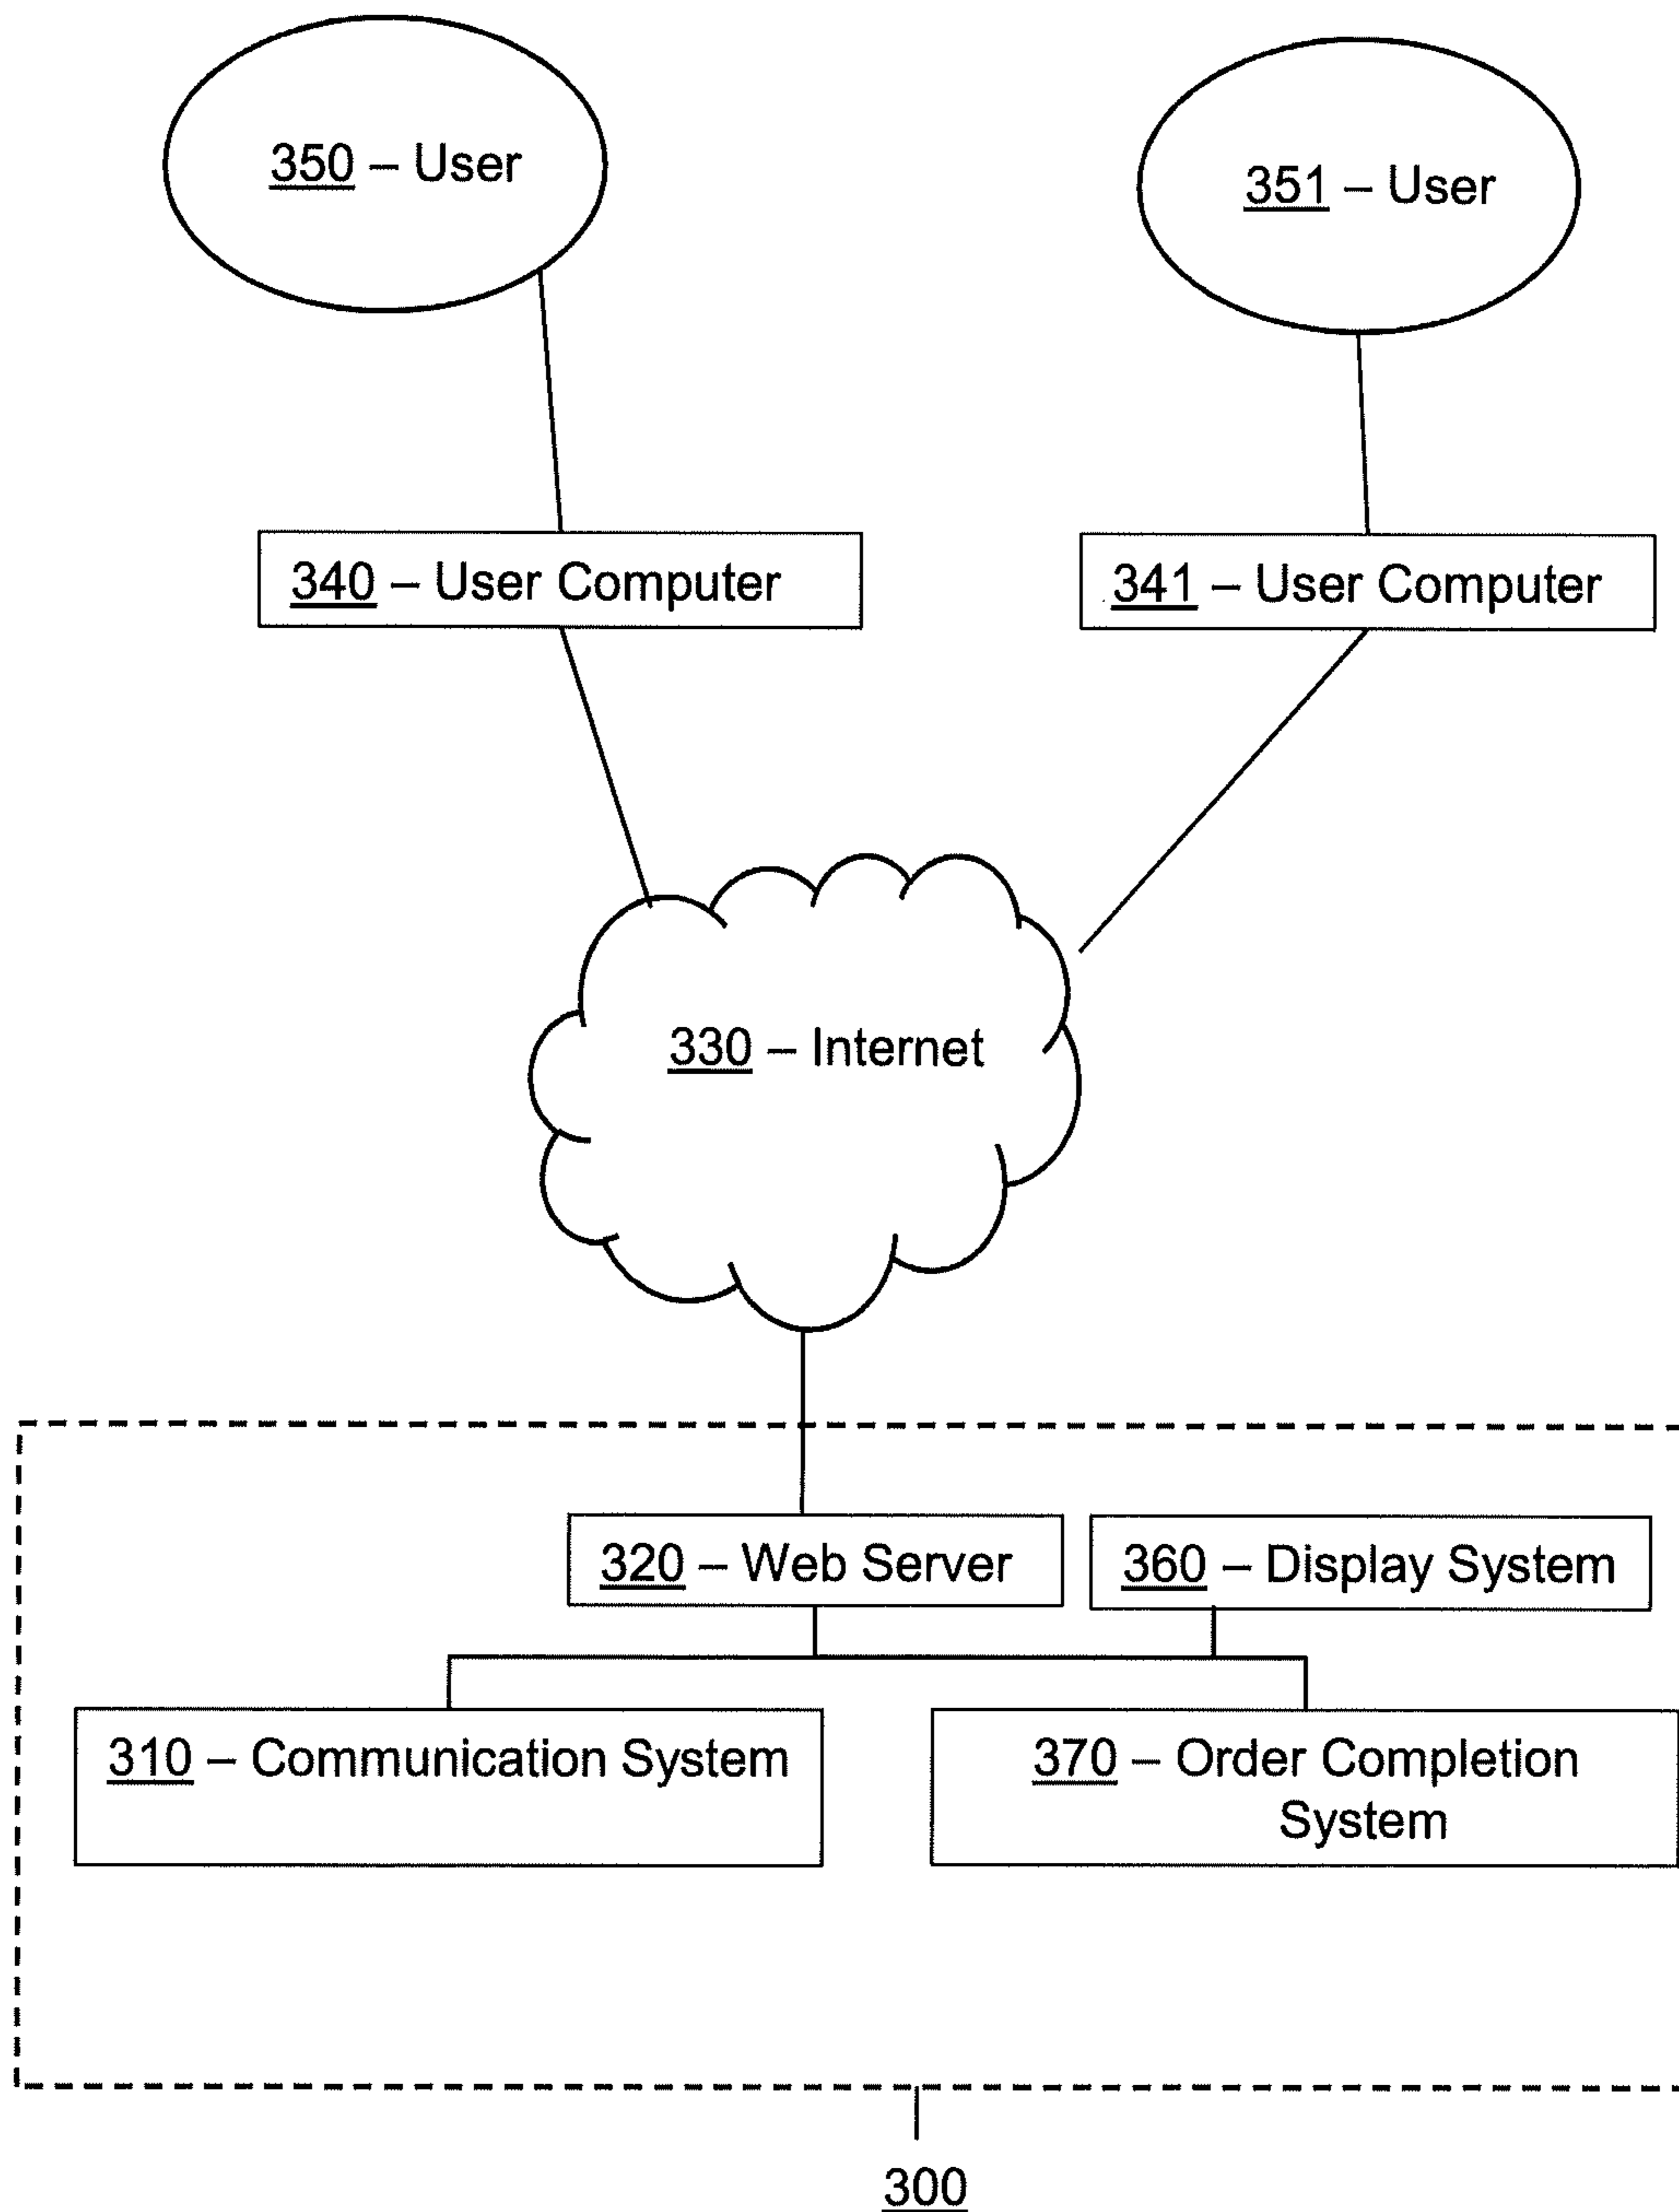 350 – User
351 – User
340 – User Computer
341 – User Computer
330 – Internet
320 – Web Server
360 – Display System
310 – Communication System
370 – Order Completion
System
300